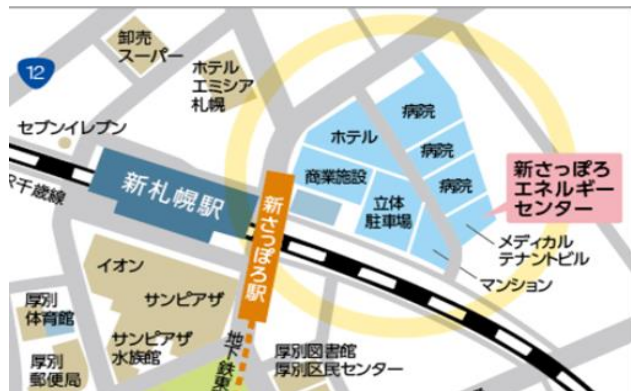 卸売
スーパー
12
ホテル
エミシア
札幌
セブンイレブン
千歳線
新札幌駅
新さっぽろ駅
ホテル
病院
病院
病院
商業施設
立体
駐車場
新さっぽろ
エネルギー
センター
メディカル
テナントビル
マンション
イオン
サンピアザ
サンピアザ
水族館
厚別
体育館
厚別
郵便局
地下鉄東
厚別図書館
厚別区民センター